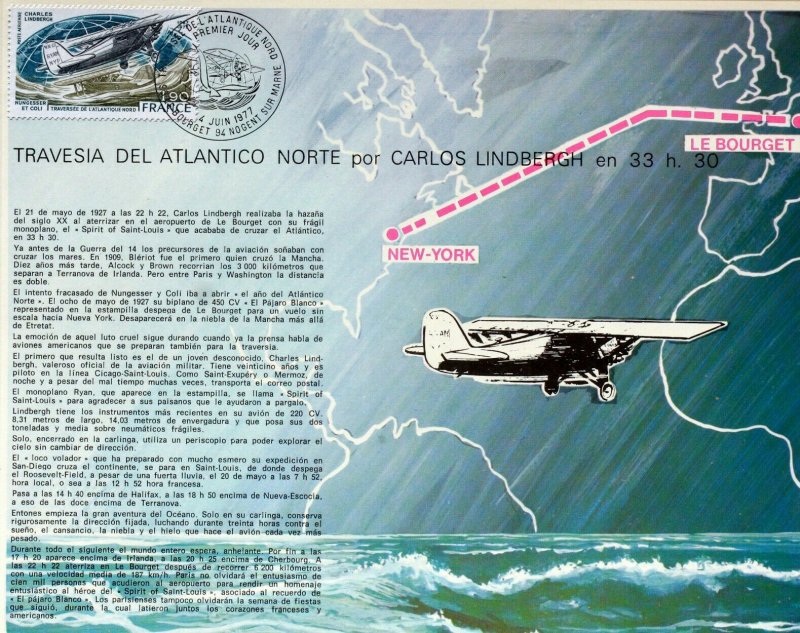 CHARLES
LINDBERGH
POSTE AÉRIENNE
1,90
NUNGESSER
ET COLI
TRAVERSÉE DE L'ATLANTIQUE NORD
FRANCE
DE L'ATLANTIQUE NORD
PREMIER JOUR
4 JUIN 1977
BOURGET 94 NOGENT SUR MARNE
LE BOURGET
TRAVESIA DEL ATLANTICO NORTE por CARLOS LINDBERGH en 33 h. 30
NEW-YORK
El 21 de mayo de 1927 a las 22 h 22, Carlos Lindbergh realizaba la hazaña
del siglo XX al aterrizar en el aeropuerto de Le Bourget con su frágil
monoplano, el « Spirit of Saint-Louis » que acababa de cruzar el Atlántico,
en 33 h 30.
Ya antes de la Guerra del 14 los precursores de la aviación soñaban con
cruzar los mares. En 1909, Blériot fue el primero quien cruzó la Mancha.
Diez años más tarde, Alcock y Brown recorrian los 3 000 kilómetros que
separan a Terranova de Irlanda. Pero entre Paris y Washington la distancia
es doble.
El intento fracasado de Nungesser y Coli iba a abrir « el año del Atlántico
Norte ». El ocho de mayo de 1927 su biplano de 450 CV « El Pájaro Blanco »
representado en la estampilla despega de Le Bourget para un vuelo sin
escala hacia Nueva York. Desaparecerá en la niebla de la Mancha más allá
de Etretat.
La emoción de aquel luto cruel sigue durando cuando ya la prensa habla de
aviones americanos que se preparan también para la travesia.
El primero que resulta listo es el de un joven desconocido, Charles Lind-
bergh, valeroso oficial de la aviación militar. Tiene veinticino años y es
piloto en la línea Cicago-Saint-Louis. Como Saint-Exupéry o Mermoz, de
noche y a pesar del mal tiempo muchas veces, transporta el correo postal.
El monoplano Ryan, que aparece en la estampilla, se llama « Spirit of
Saint-Louis » para agradecer a sus paisanos que le ayudaron a pargalo.
Lindbergh tiene los instrumentos más recientes en su avión de 220 CV.
8,31 metros de largo, 14,03 metros de envergadura y que posa sus dos
toneladas y media sobre neumáticos frágiles.
Solo, encerrado en la carlinga, utiliza un periscopio para poder explorar el
cielo sin cambiar de dirección.
El « loco volador » que ha preparado con mucho esmero su expedición en
San-Diego cruza el continente, se para en Saint-Louis, de donde despega
el Roosevelt-Field, a pesar de una fuerta lluvia, el 20 de mayo a las 7 h 52,
hora local, o sea a las 12 h 52 hora francesa.
Pasa a las 14 h 40 encima de Halifax, a las 18 h 50 encima de Nueva-Escocia,
a eso de las doce encima de Terranova.
Entones empieza la gran aventura del Océano. Solo en su carlinga, conserva
rigurosamente la dirección fijada, luchando durante treinta horas contra el
sueño, el cansancio, la niebla y el hielo que hace el avión cada vez más
pesado.
Durante todo el siguiente el mundo entero espera, anhelante. Por fin a las
17 h 20 aparece encima de Irlanda, a las 20 h 25 encima de Cherbourg. A
las 22 h 22 aterriza en Le Bourget después de recorrer 6 200 kilómetros
con una velocidad media de 187 km/h. Paris no olvidará el entusiasmo de
cien mil personas que acudieron al aeropuerto para rendir un homenaje
entusiástico al héroe del « Spirit of Saint-Louis », asociado al recuerdo de
« El pájaro Blanco ». Los parisienses tampoco olvidarán la semana de fiestas
que siguió, durante la cual latieron juntos los corazones franceses y
americanos.